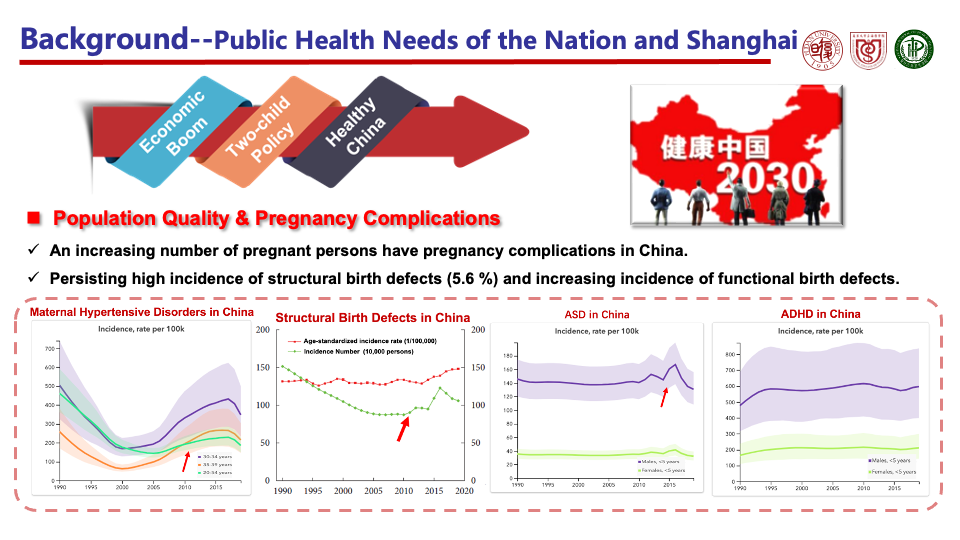 Background--Public Health Needs of the Nation and Shanghai
Economic
Boom
Two-child
Policy
Healthy
China
健康中国
2030
Population Quality & Pregnancy Complications
An increasing number of pregnant persons have pregnancy complications in China.
Persisting high incidence of structural birth defects (5.6 %) and increasing incidence of functional birth defects.
Maternal Hypertensive Disorders in China
Incidence, rate per 100k
700
600
500
400
300
200
100
0
1990
1995
2000
2005
2010
2015
30-34 years
35-39 years
20-54 years
Structural Birth Defects in China
200
150
100
50
0
200
150
100
50
0
Age-standardized incidence rate (1/100,000)
Incidence Number (10,000 persons)
1990
1995
2000
2005
2010
2015
2020
ASD in China
Incidence, rate per 100k
180
160
140
120
100
80
60
40
20
0
1990
1995
2000
2005
2010
2015
Males, <5 years
Females, <5 years
ADHD in China
Incidence, rate per 100k
800
700
600
500
400
300
200
100
0
1990
1995
2000
2005
2010
2015
Males, <5 years
Females, <5 years